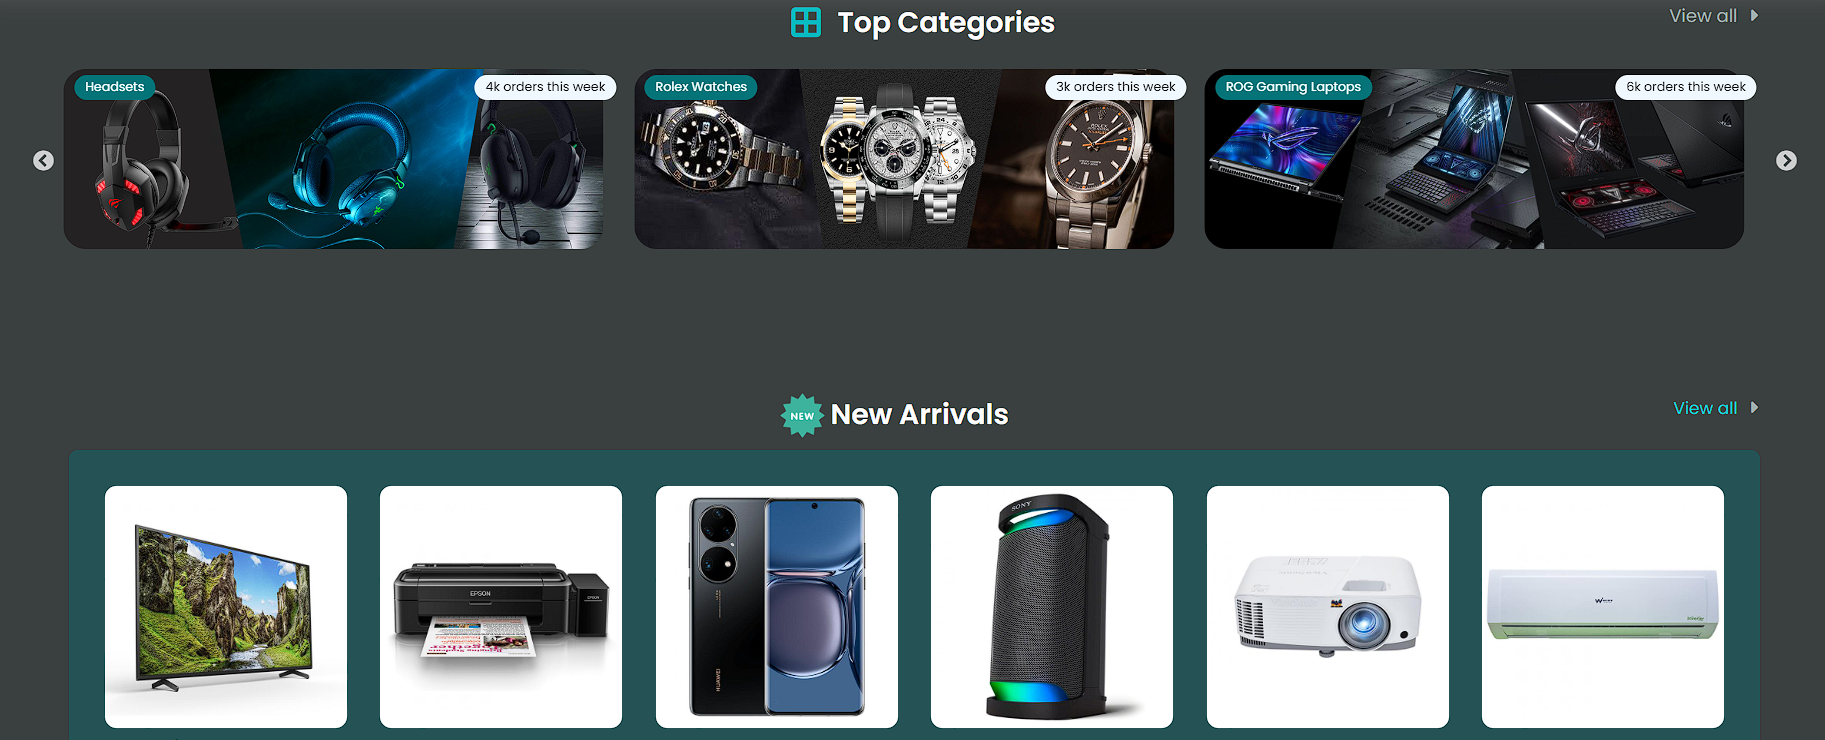 Top Categories
View all
Headsets
4k orders this week
Rolex Watches
3k orders this week
ROG Gaming Laptops
6k orders this week
NEW
New Arrivals
View all
EPSON
EPSON
HUAWEI
SONY